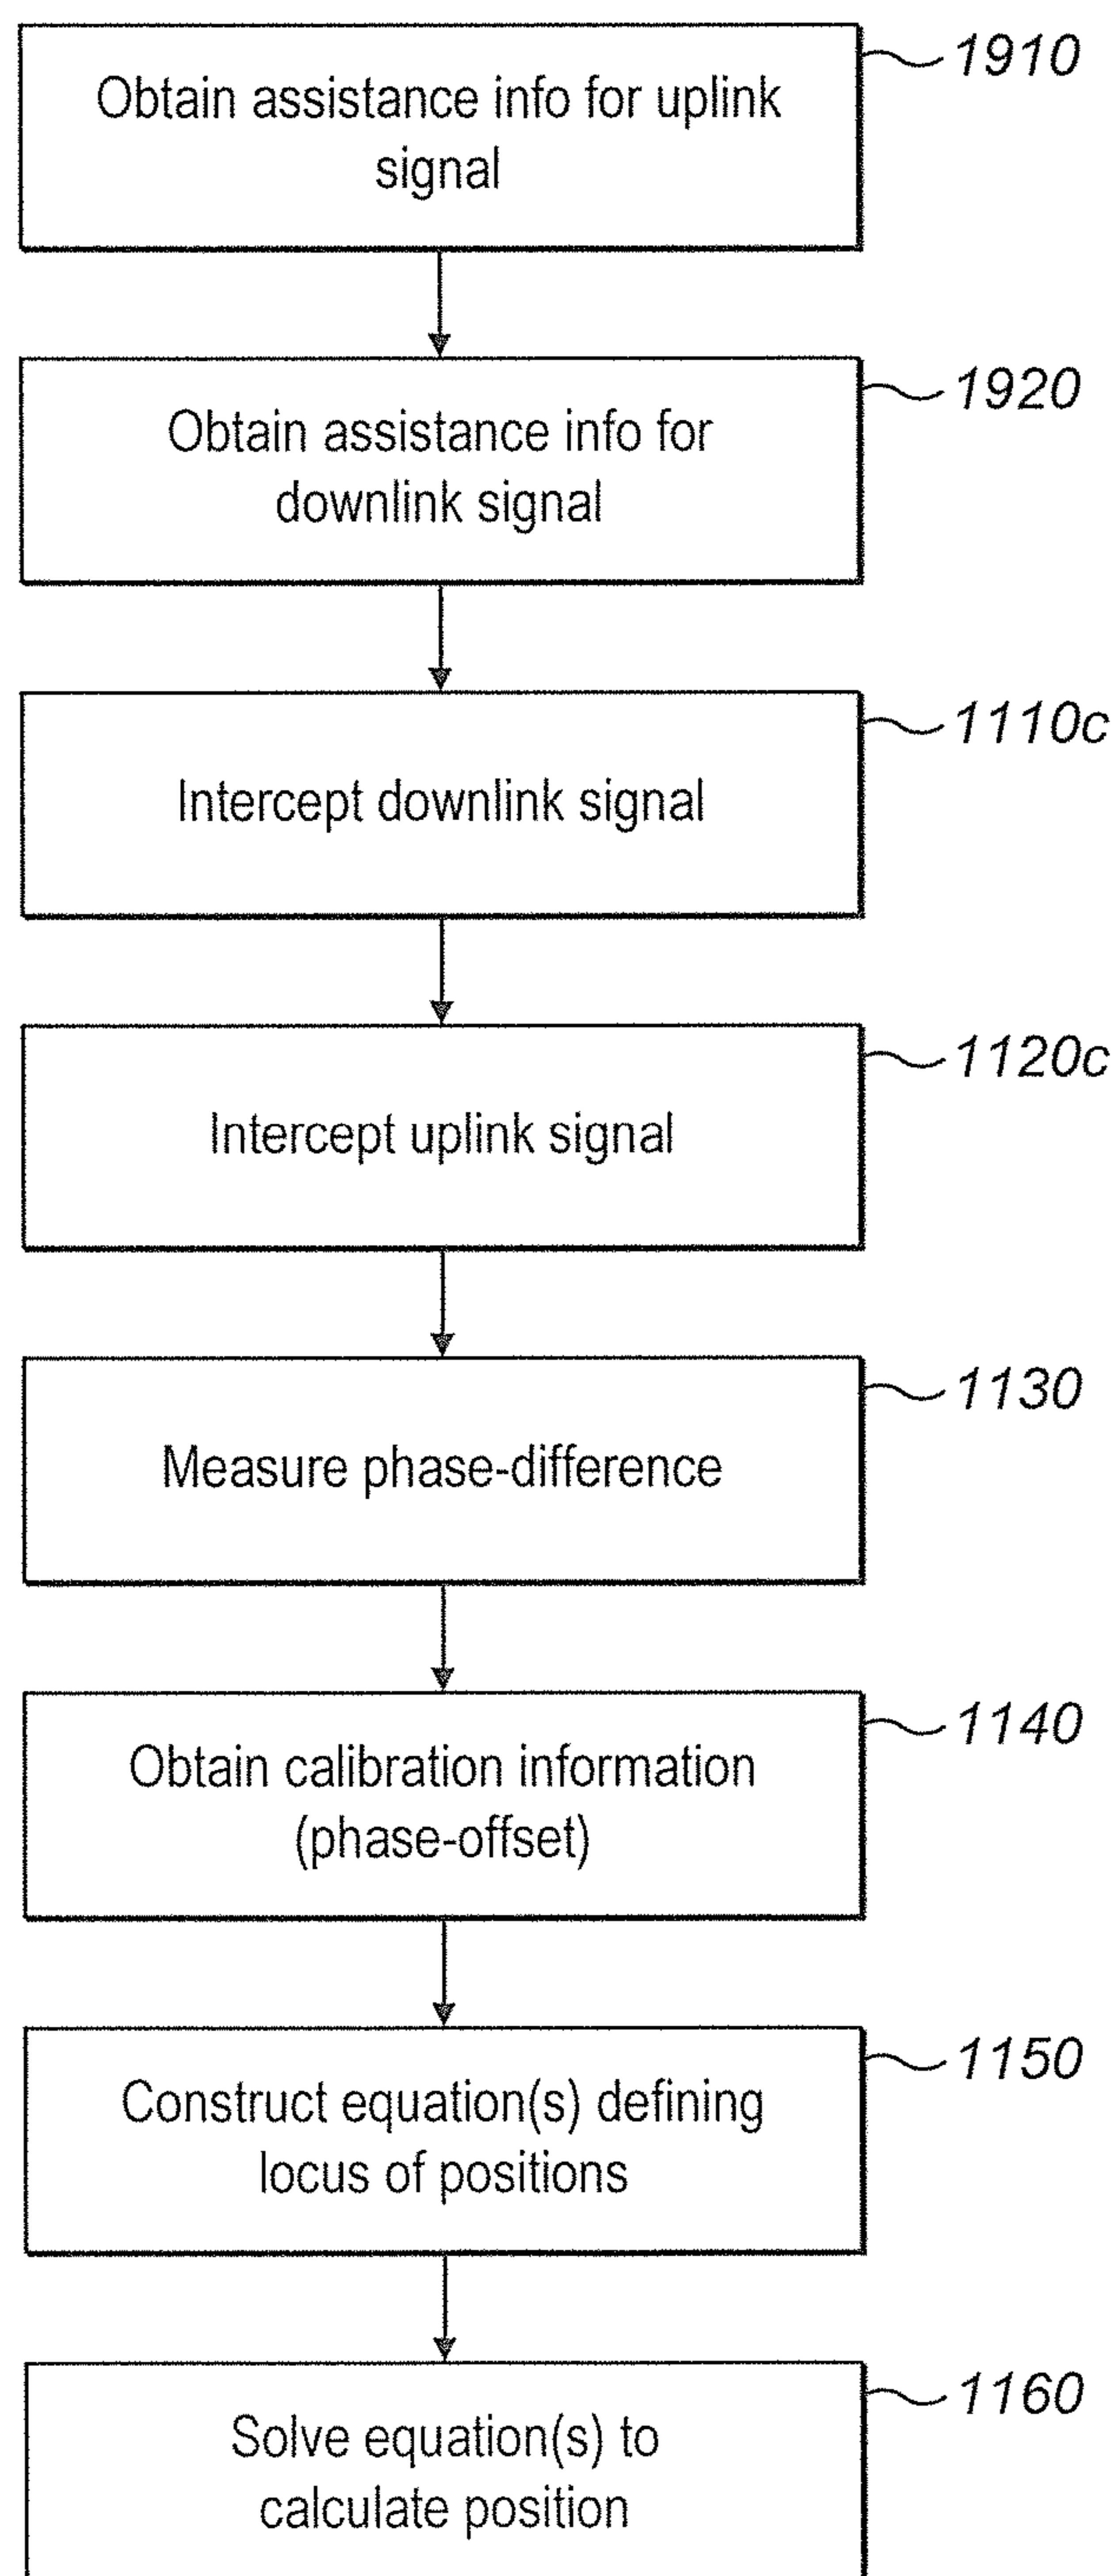 1910
Obtain assistance info for uplink
signal
1920
Obtain assistance info for
downlink signal
1110c
Intercept downlink signal
1120c
Intercept uplink signal
1130
Measure phase-difference
1140
Obtain calibration information
(phase-offset)
1150
Construct equation(s) defining
locus of positions
1160
Solve equation(s) to
calculate position